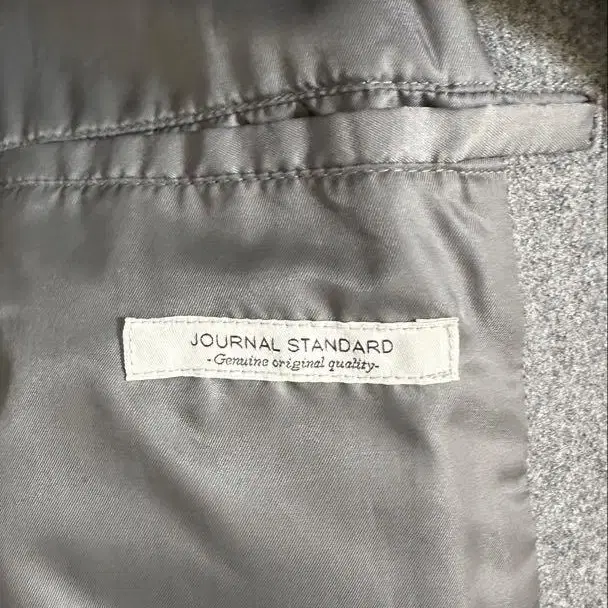 JOURNAL STANDARD
-Genuine original quality-